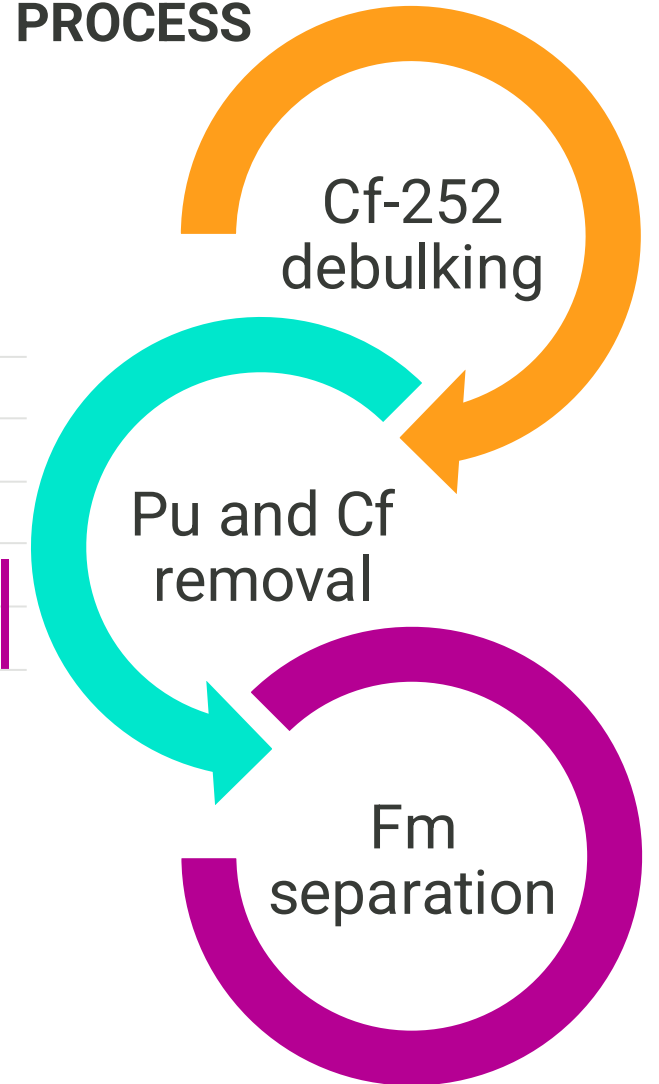 PROCESS
Cf-252
debulking
Pu and Cf
removal
Fm
separation